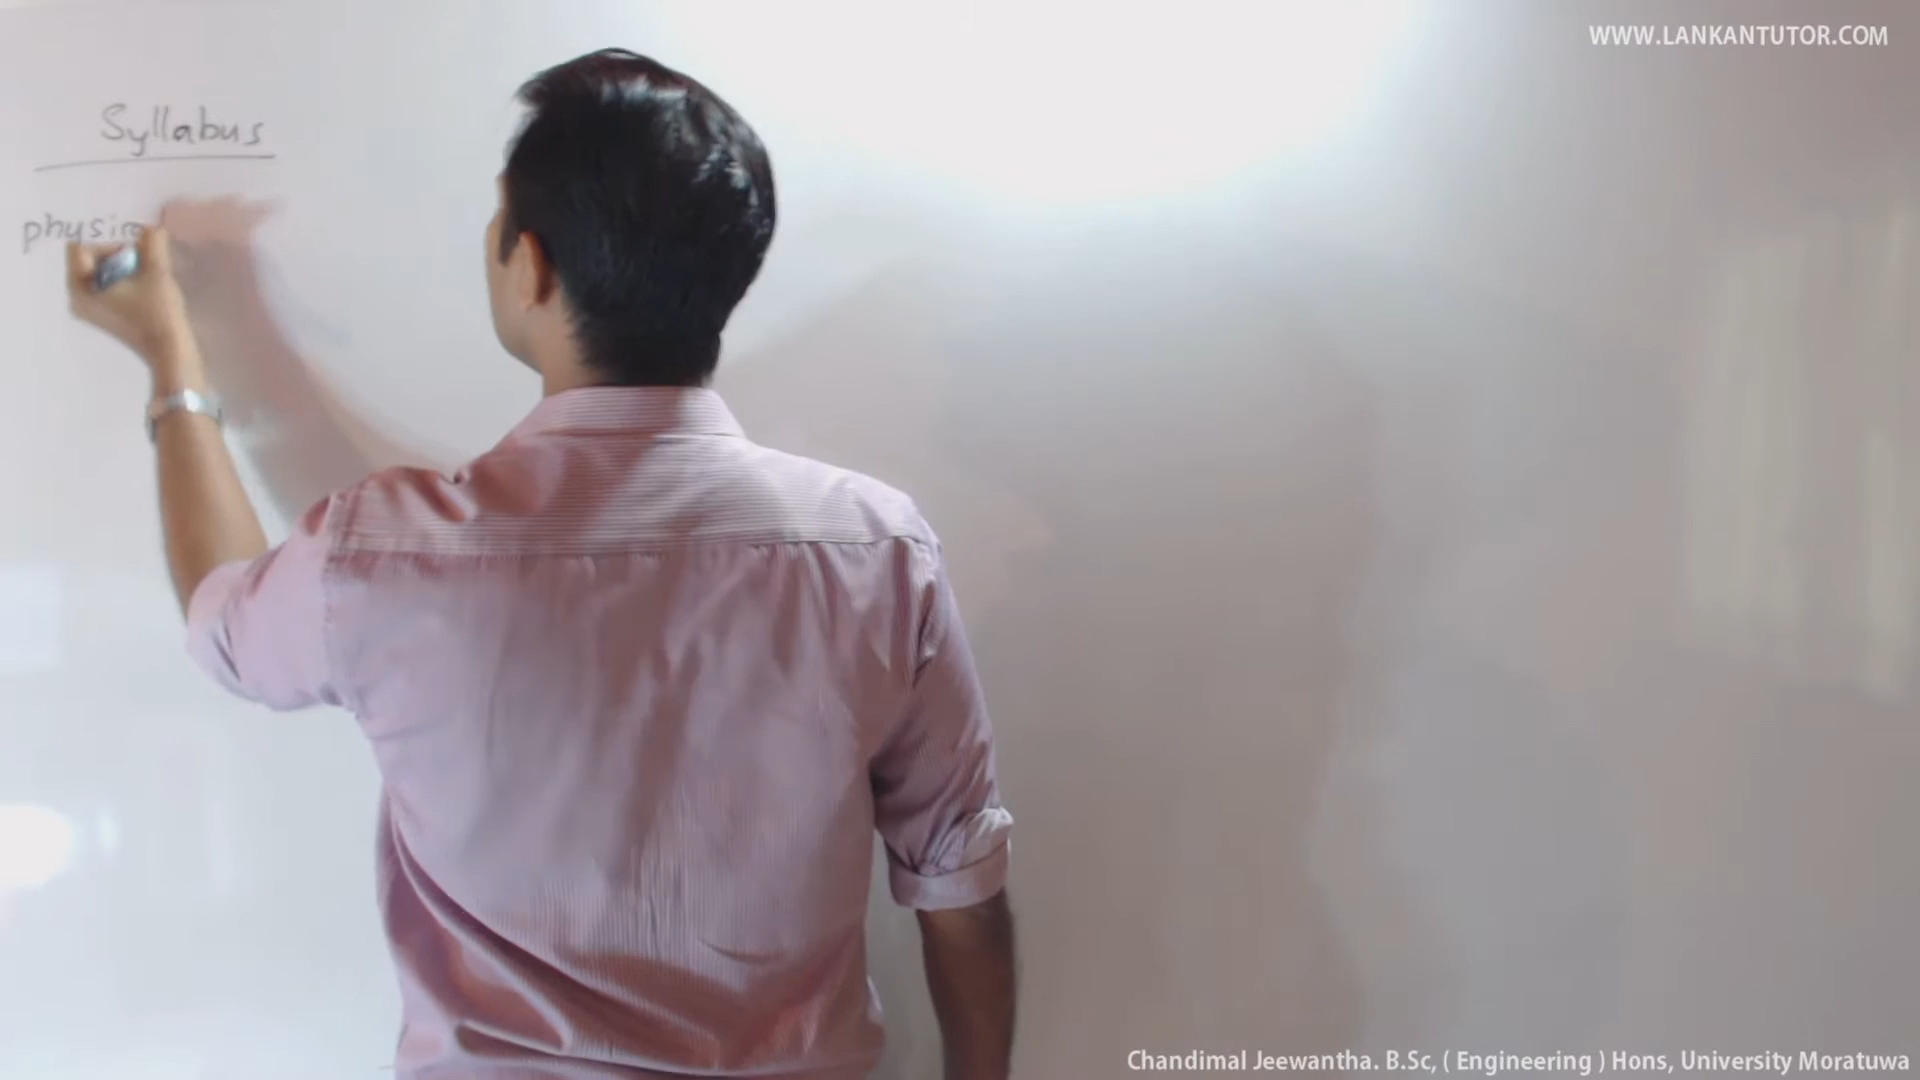 WWW.LANKANTUTOR.COM
Syllabus
Chandimal Jeewantha. B.Sc, ( Engineering ) Hons, University Moratuwa